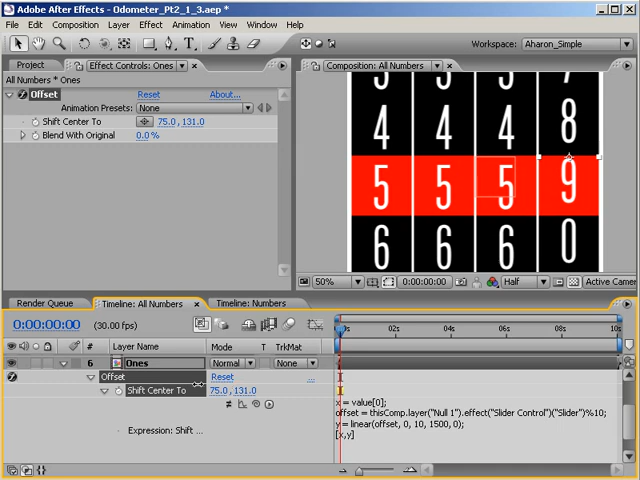 Adobe After Effects - Odometer_Pt2_1_3.aep *
File Edit Composition Layer Effect Animation View Window Help
Workspace: Aharon_Simple
Project Effect Controls: Ones
Composition: All Numbers
All Numbers * Ones
Offset Reset About...
Animation Presets: None
Shift Center To 75.0, 131.0
Blend With Original 0.0 %
3 3 3 7
4 4 4 8
5 5 5 9
6 6 6 0
50% 0:00:00:00 Half Active Camer
Render Queue Timeline: All Numbers Timeline: Numbers
0:00:00:00 (30.00 fps)
# Layer Name Mode T TrkMat
02s 04s 06s 08s 10s
6 Ones Normal None
Offset Reset ...
Shift Center To 75.0, 131.0
Expression: Shift ...
x = value[0];
offset = thisComp.layer("Null 1").effect("Slider Control")("Slider")%10;
y = linear(offset, 0, 10, 1500, 0);
[x,y]